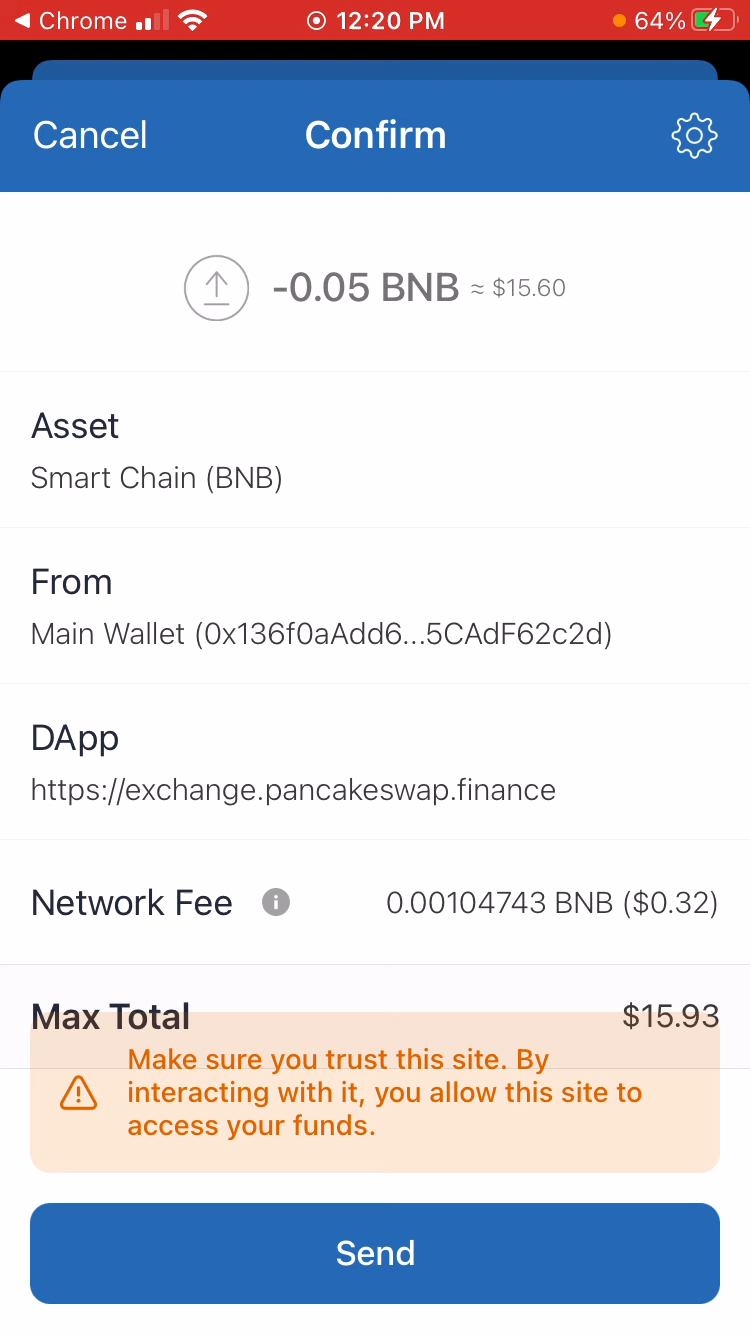 Chrome 12:20 PM 64%
Cancel Confirm
-0.05 BNB ≈ $15.60
Asset
Smart Chain (BNB)
From
Main Wallet (0x136f0aAdd6...5CAdF62c2d)
DApp
https://exchange.pancakeswap.finance
Network Fee i 0.00104743 BNB ($0.32)
Max Total $15.93
Make sure you trust this site. By
interacting with it, you allow this site to
access your funds.
Send